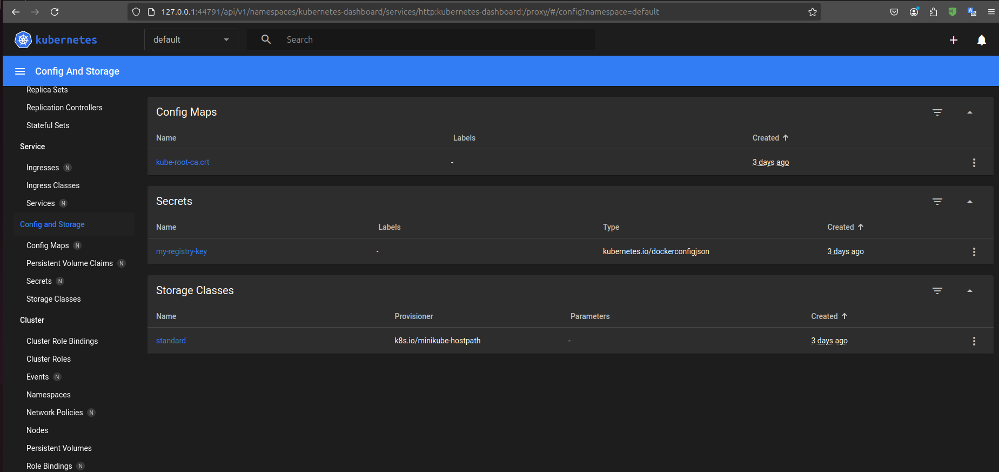 127.0.0.1:44791/api/v1/namespaces/kubernetes-dashboard/services/http:kubernetes-dashboard:/proxy/#/config?namespace=default
kubernetes
default
Search
Config And Storage
Replica Sets
Replication Controllers
Stateful Sets
Service
Ingresses N
Ingress Classes
Services N
Config and Storage
Config Maps N
Persistent Volume Claims N
Secrets N
Storage Classes
Cluster
Cluster Role Bindings
Cluster Roles
Events N
Namespaces
Network Policies N
Nodes
Persistent Volumes
Role Bindings N
Config Maps
Name Labels Created
kube-root-ca.crt - 3 days ago
Secrets
Name Labels Type Created
my-registry-key - kubernetes.io/dockerconfigjson 3 days ago
Storage Classes
Name Provisioner Parameters Created
standard k8s.io/minikube-hostpath - 3 days ago